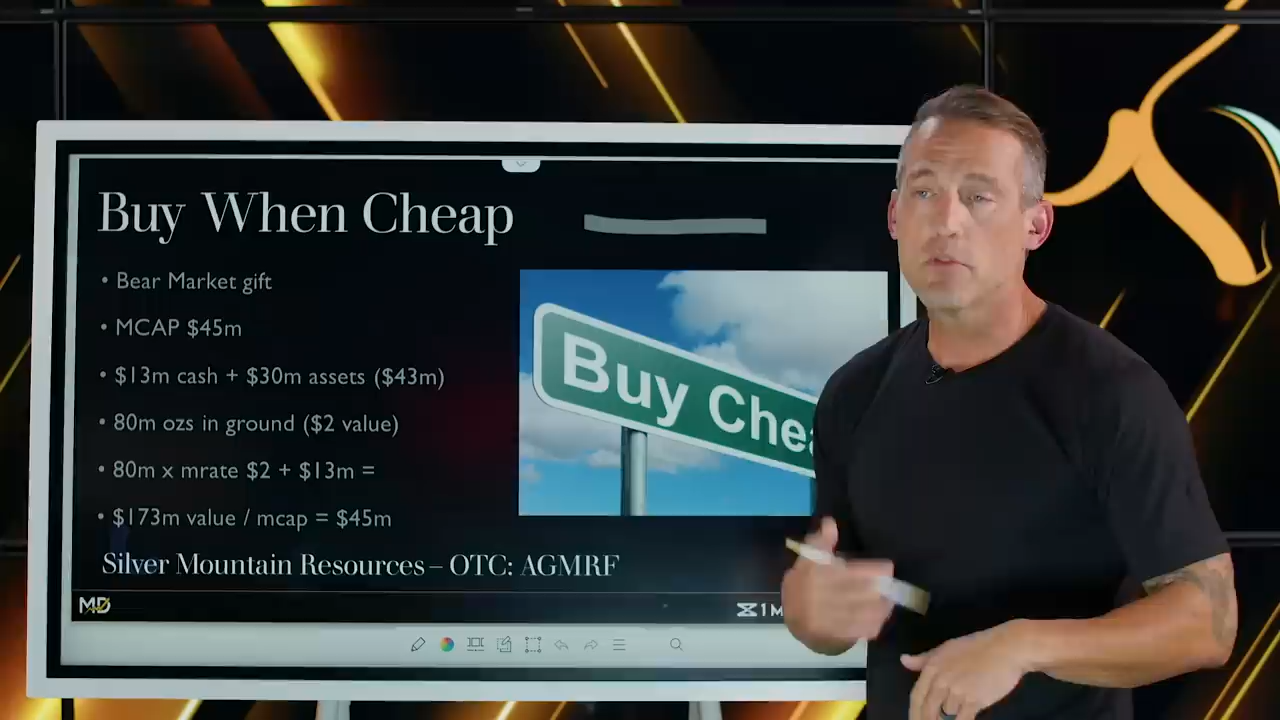 Buy When Cheap
• Bear Market gift
• MCAP $45m
• $13m cash + $30m assets ($43m)
• 80m ozs in ground ($2 value)
• 80m x mrate $2 + $13m =
• $173m value / mcap = $45m
Buy
Silver Mountain Resources – OTC: AGMRF
MD